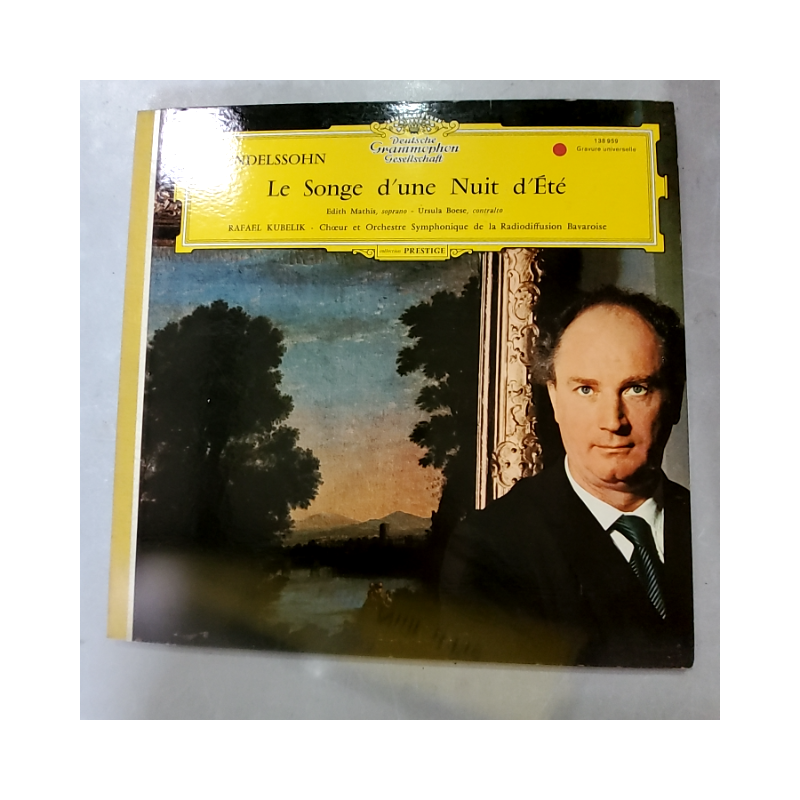 NDELSSOHN
Deutsche
Grammophon
Gesellschaft
138 959
Gravure universelle
Le Songe d'une Nuit d'Été
Edith Mathis, soprano - Ursula Boese, contralto
RAFAEL KUBELIK - Chœur et Orchestre Symphonique de la Radiodiffusion Bavaroise
collection PRESTIGE